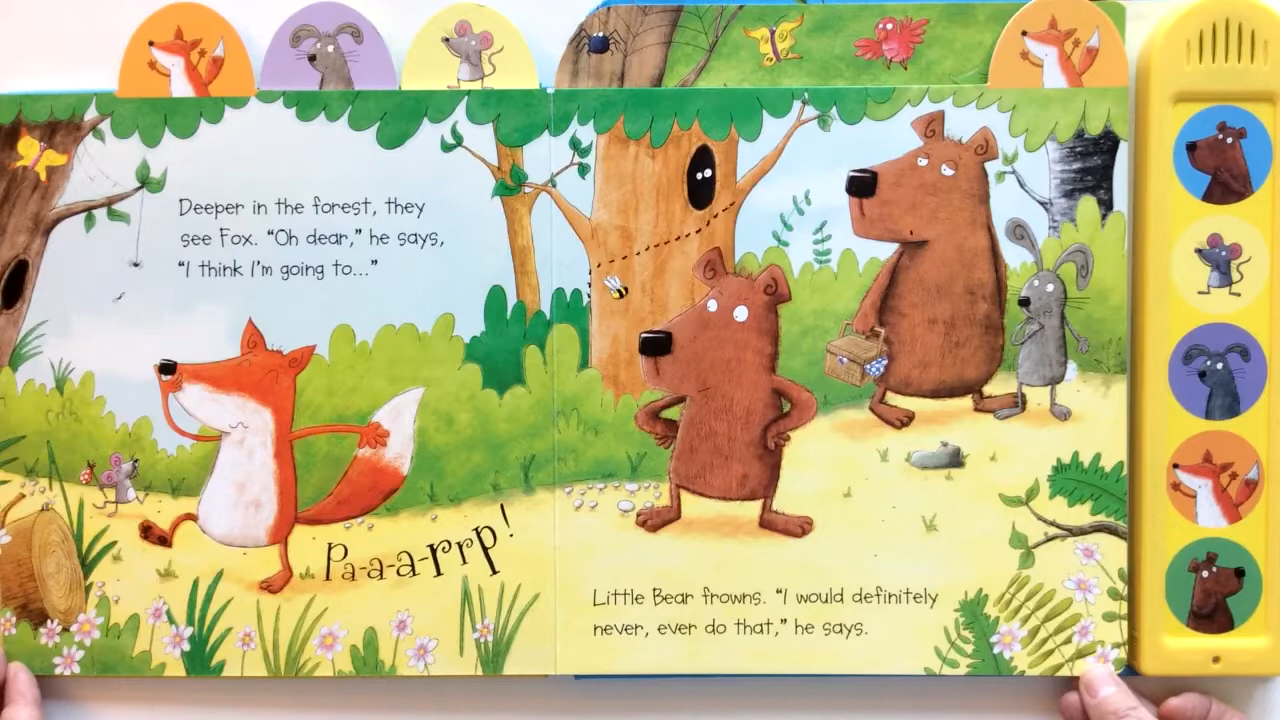 Deeper in the forest, they
see Fox. “Oh dear,” he says,
“I think I’m going to...”
Pa-a-a-rrp!
Little Bear frowns. “I would definitely
never, ever do that,” he says.